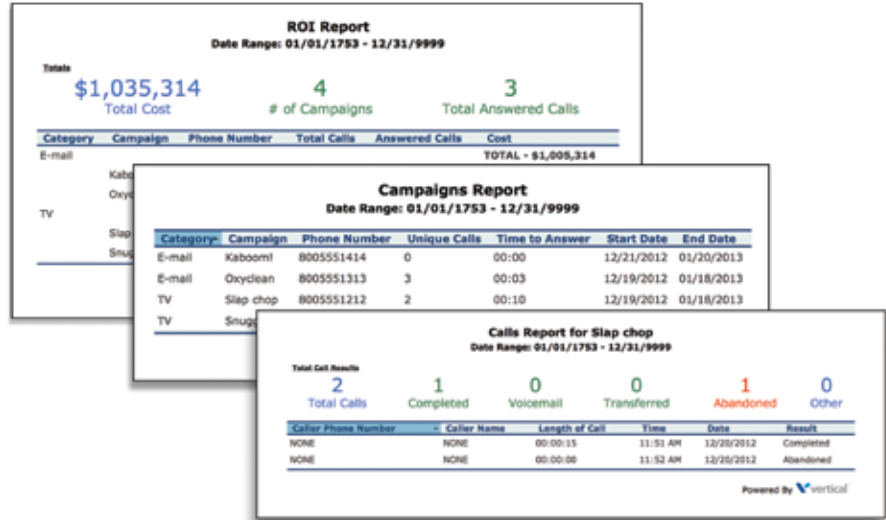 ROI Report
Date Range: 01/01/1753 - 12/31/9999
Totals
$1,035,314 4 3
Total Cost # of Campaigns Total Answered Calls
Category Campaign Phone Number Total Calls Answered Calls Cost
E-mail TOTAL - $1,005,314
Kabo
Oxyc
TV
Slap
Snug
Campaigns Report
Date Range: 01/01/1753 - 12/31/9999
Category Campaign Phone Number Unique Calls Time to Answer Start Date End Date
E-mail Kaboom! 8005551414 0 00:00 12/21/2012 01/20/2013
E-mail Oxyclean 8005551313 3 00:03 12/19/2012 01/18/2013
TV Slap chop 8005551212 2 00:10 12/19/2012 01/18/2013
TV Snugg
Calls Report for Slap chop
Date Range: 01/01/1753 - 12/31/9999
Total Call Results
2 1 0 0 1 0
Total Calls Completed Voicemail Transferred Abandoned Other
Caller Phone Number Caller Name Length of Call Time Date Result
NONE NONE 00:00:15 11:51 AM 12/20/2012 Completed
NONE NONE 00:00:00 11:52 AM 12/20/2012 Abandoned
Powered By vertical